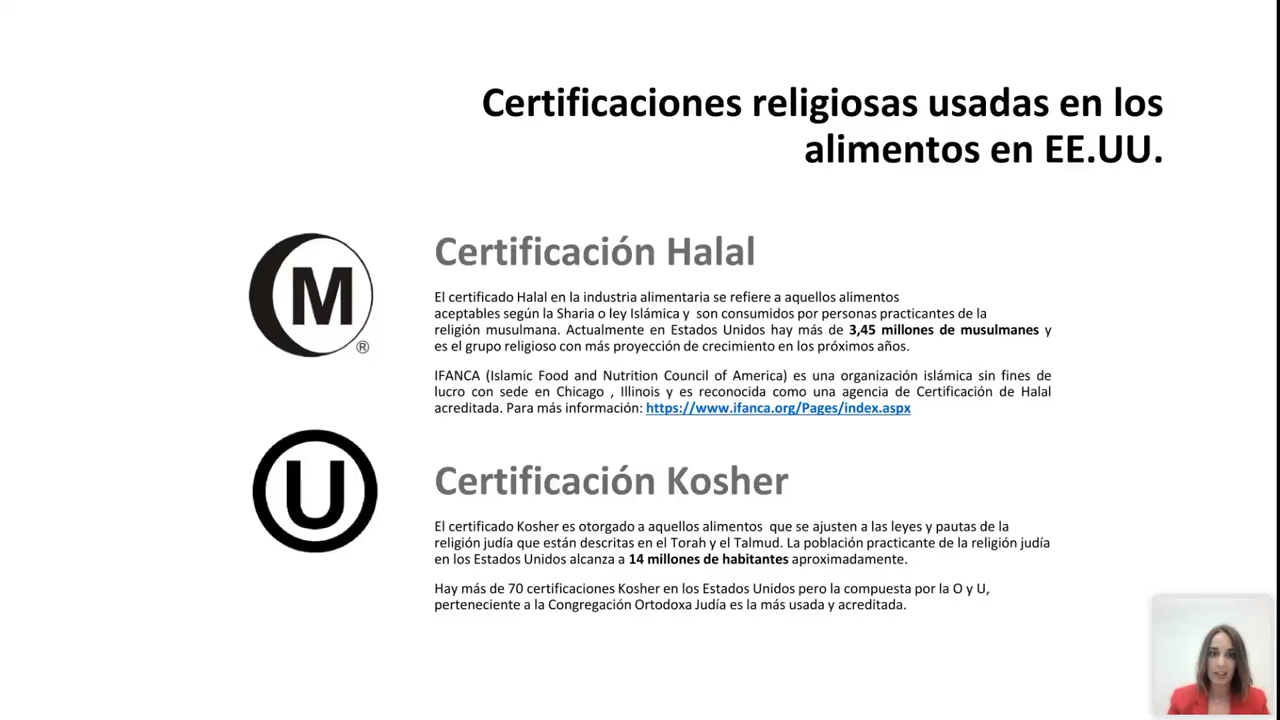 Certificaciones religiosas usadas en los
alimentos en EE.UU.
M
®
Certificación Halal
El certificado Halal en la industria alimentaria se refiere a aquellos alimentos
aceptables según la Sharia o ley Islámica y  son consumidos por personas practicantes de la
religión musulmana. Actualmente en Estados Unidos hay más de 3,45 millones de musulmanes y
es el grupo religioso con más proyección de crecimiento en los próximos años.
IFANCA (Islamic Food and Nutrition Council of America) es una organización islámica sin fines de
lucro con sede en Chicago , Illinois y es reconocida como una agencia de Certificación de Halal
acreditada. Para más información: https://www.ifanca.org/Pages/index.aspx
U
Certificación Kosher
El certificado Kosher es otorgado a aquellos alimentos  que se ajusten a las leyes y pautas de la
religión judía que están descritas en el Torah y el Talmud. La población practicante de la religión judía
en los Estados Unidos alcanza a 14 millones de habitantes aproximadamente.
Hay más de 70 certificaciones Kosher en los Estados Unidos pero la compuesta por la O y U,
perteneciente a la Congregación Ortodoxa Judía es la más usada y acreditada.